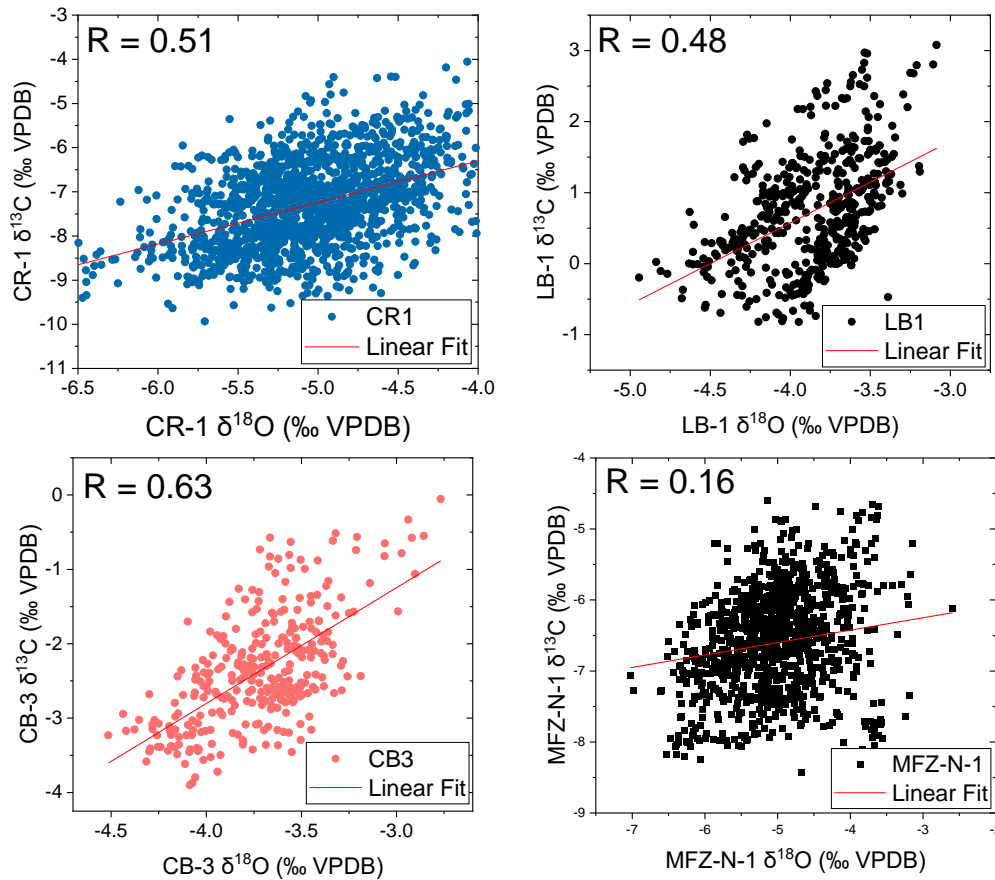 R = 0.51
CR-1 δ¹³C (‰ VPDB)
-3
-4
-5
-6
-7
-8
-9
-10
-11
CR1
Linear Fit
-6.5 -6.0 -5.5 -5.0 -4.5 -4.0
CR-1 δ¹⁸O (‰ VPDB)
R = 0.48
LB-1 δ¹³C (‰ VPDB)
3
2
1
0
-1
LB1
Linear Fit
-5.0 -4.5 -4.0 -3.5 -3.0
LB-1 δ¹⁸O (‰ VPDB)
R = 0.63
CB-3 δ¹³C (‰ VPDB)
0
-1
-2
-3
-4
CB3
Linear Fit
-4.5 -4.0 -3.5 -3.0
CB-3 δ¹⁸O (‰ VPDB)
R = 0.16
MFZ-N-1 δ¹³C (‰ VPDB)
-4
-5
-6
-7
-8
-9
MFZ-N-1
Linear Fit
-7 -6 -5 -4 -3
MFZ-N-1 δ¹⁸O (‰ VPDB)